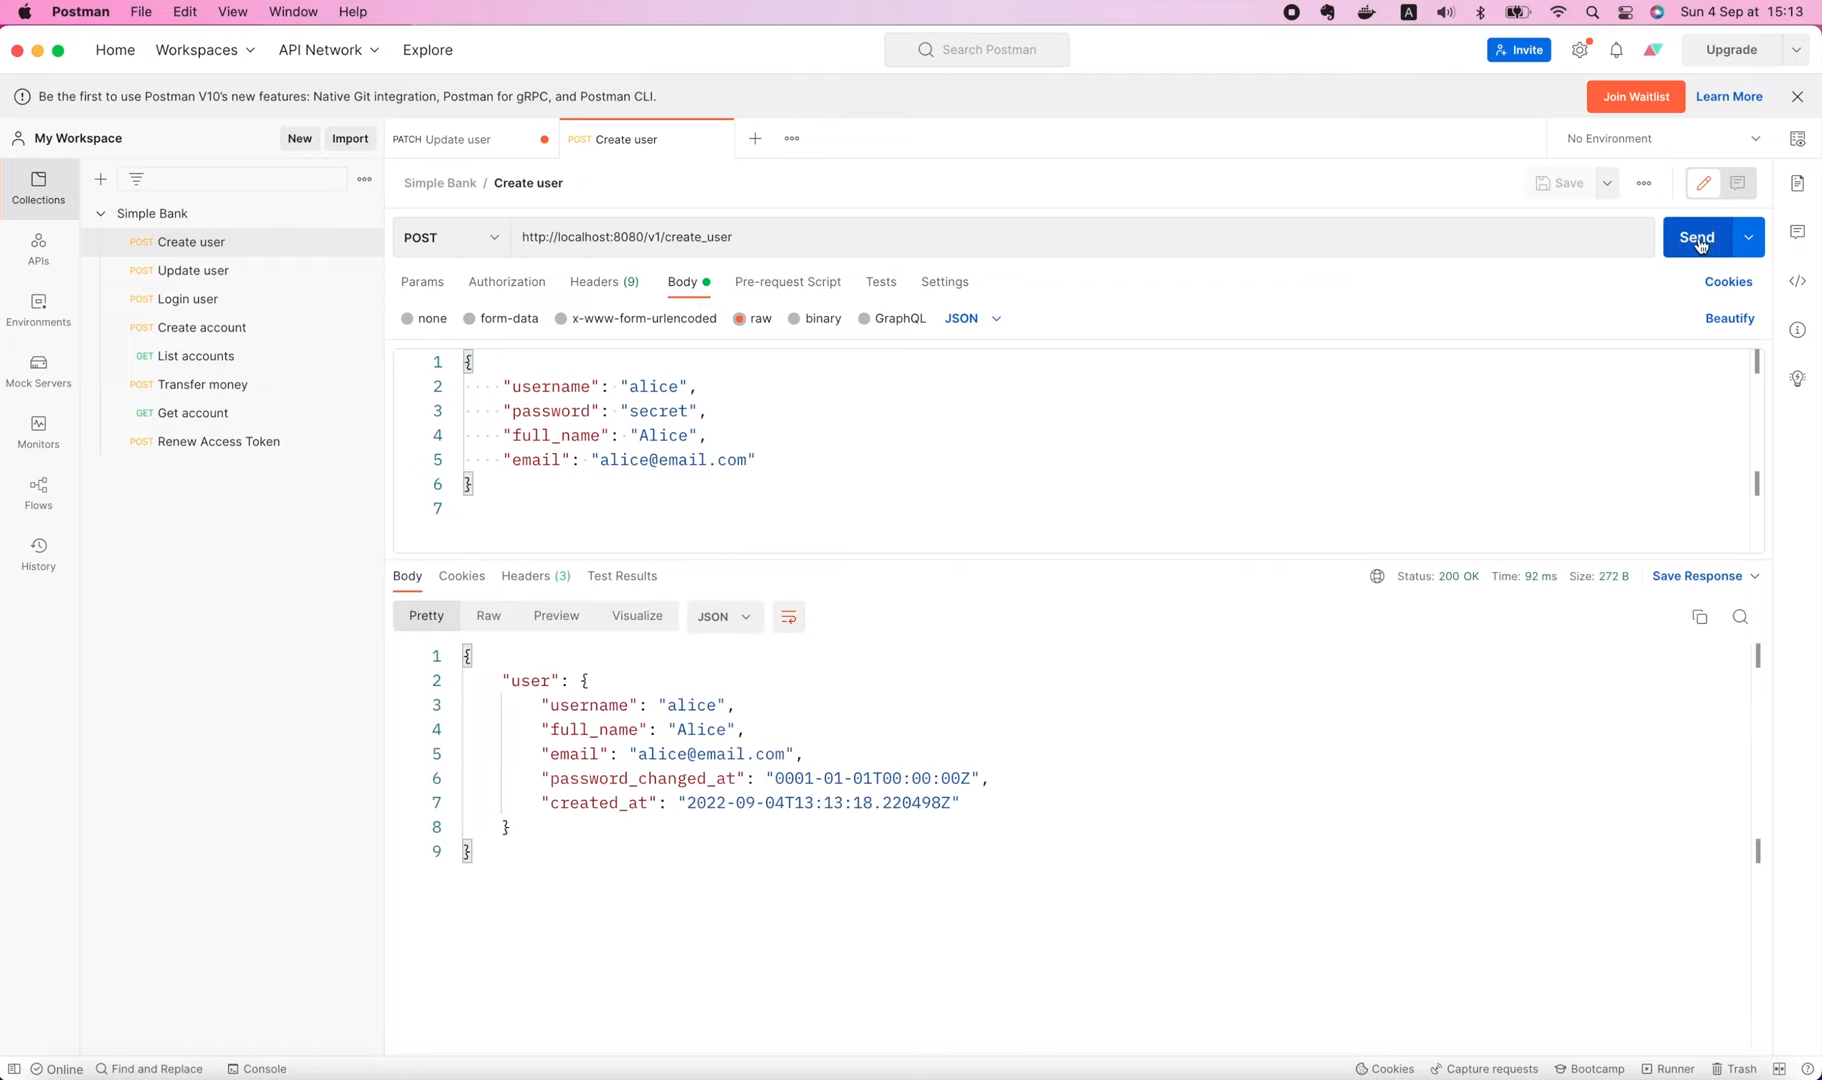 Postman File Edit View Window Help A Sun 4 Sep at 15:13
Home Workspaces API Network Explore Search Postman Invite Upgrade
Be the first to use Postman V10's new features: Native Git integration, Postman for gRPC, and Postman CLI. Join Waitlist Learn More
My Workspace New Import PATCH Update user POST Create user No Environment
Collections
Simple Bank
POST Create user
POST Update user
POST Login user
POST Create account
GET List accounts
POST Transfer money
GET Get account
POST Renew Access Token
APIs
Environments
Mock Servers
Monitors
Flows
History
Simple Bank / Create user Save
POST http://localhost:8080/v1/create_user Send
Params Authorization Headers (9) Body Pre-request Script Tests Settings Cookies
none form-data x-www-form-urlencoded raw binary GraphQL JSON Beautify
1 {
2 "username": "alice",
3 "password": "secret",
4 "full_name": "Alice",
5 "email": "alice@email.com"
6 }
7
Body Cookies Headers (3) Test Results Status: 200 OK Time: 92 ms Size: 272 B Save Response
Pretty Raw Preview Visualize JSON
1 {
2 "user": {
3 "username": "alice",
4 "full_name": "Alice",
5 "email": "alice@email.com",
6 "password_changed_at": "0001-01-01T00:00:00Z",
7 "created_at": "2022-09-04T13:13:18.220498Z"
8 }
9 }
Online Find and Replace Console Cookies Capture requests Bootcamp Runner Trash